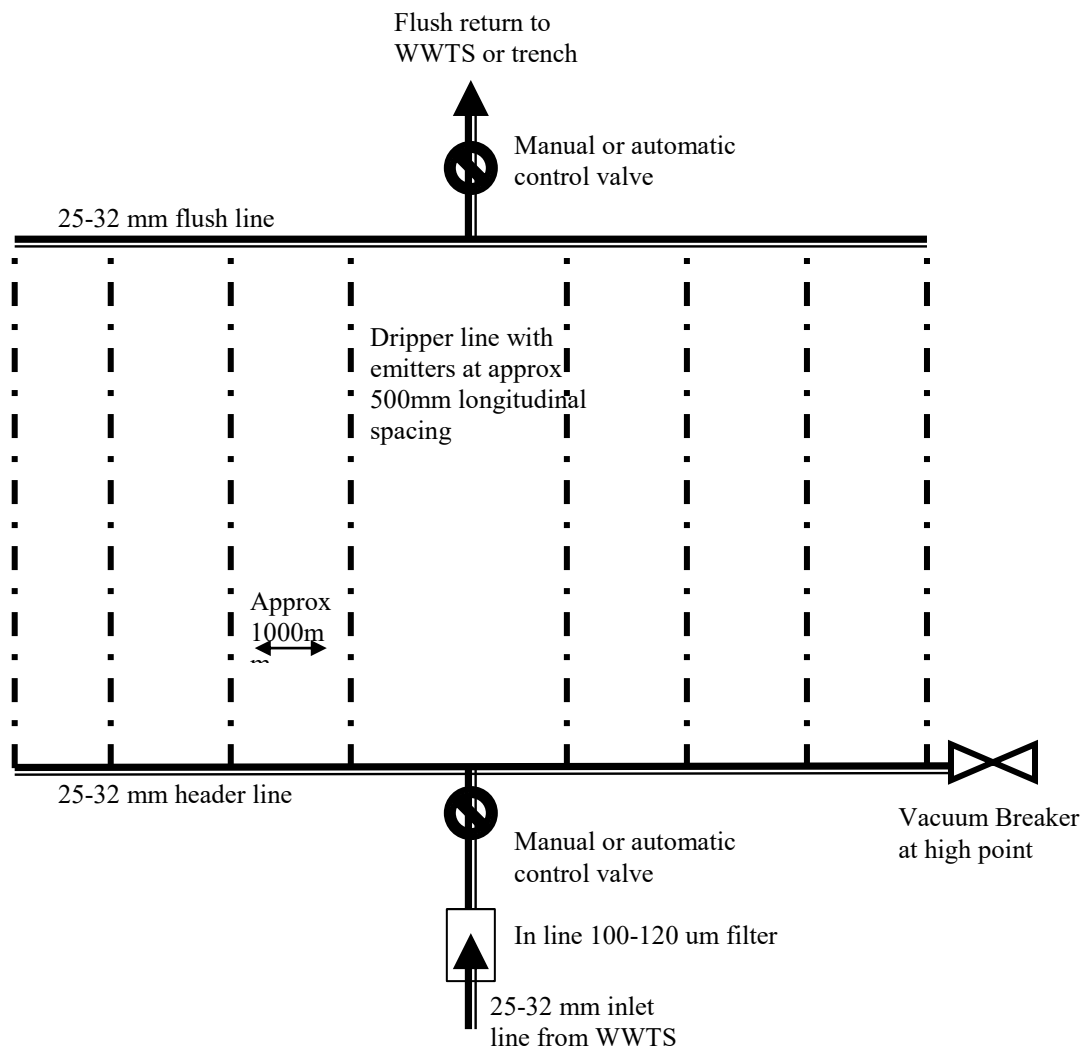 Flush return to
WWTS or trench
Manual or automatic
control valve
25-32 mm flush line
Dripper line with
emitters at approx
500mm longitudinal
spacing
Approx
1000m
m
25-32 mm header line
Vacuum Breaker
at high point
Manual or automatic
control valve
In line 100-120 um filter
25-32 mm inlet
line from WWTS